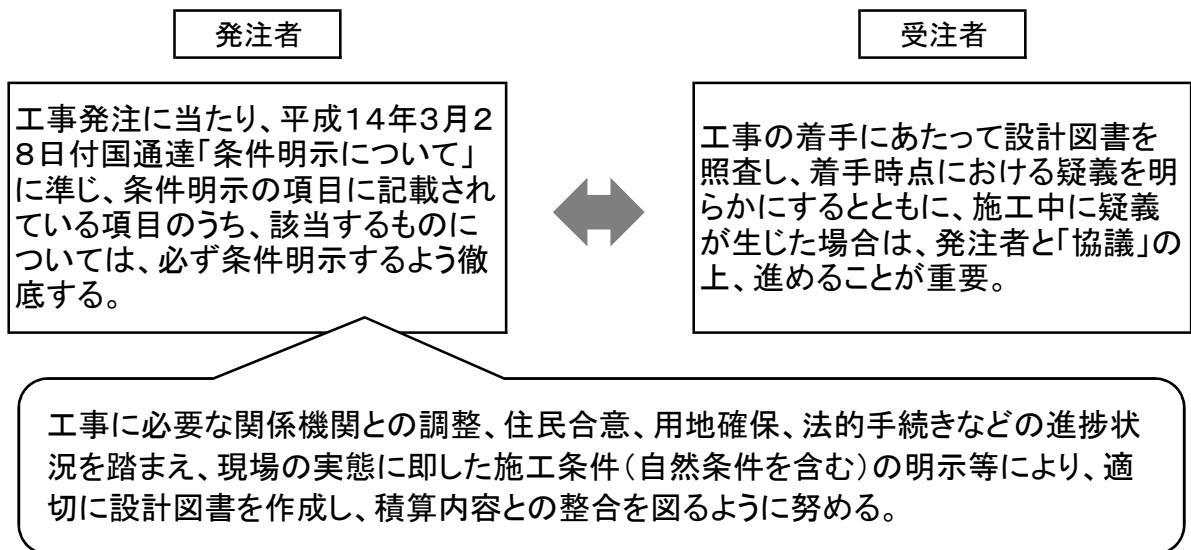 発注者
工事発注に当たり、平成14年3月2
8日付国通達「条件明示について」
に準じ、条件明示の項目に記載され
ている項目のうち、該当するものに
ついては、必ず条件明示するよう徹
底する。
受注者
工事の着手にあたって設計図書を
照査し、着手時点における疑義を明
らかにするとともに、施工中に疑義
が生じた場合は、発注者と「協議」の
上、進めることが重要。
工事に必要な関係機関との調整、住民合意、用地確保、法的手続きなどの進捗状
況を踏まえ、現場の実態に即した施工条件(自然条件を含む)の明示等により、適
切に設計図書を作成し、積算内容との整合を図るように努める。